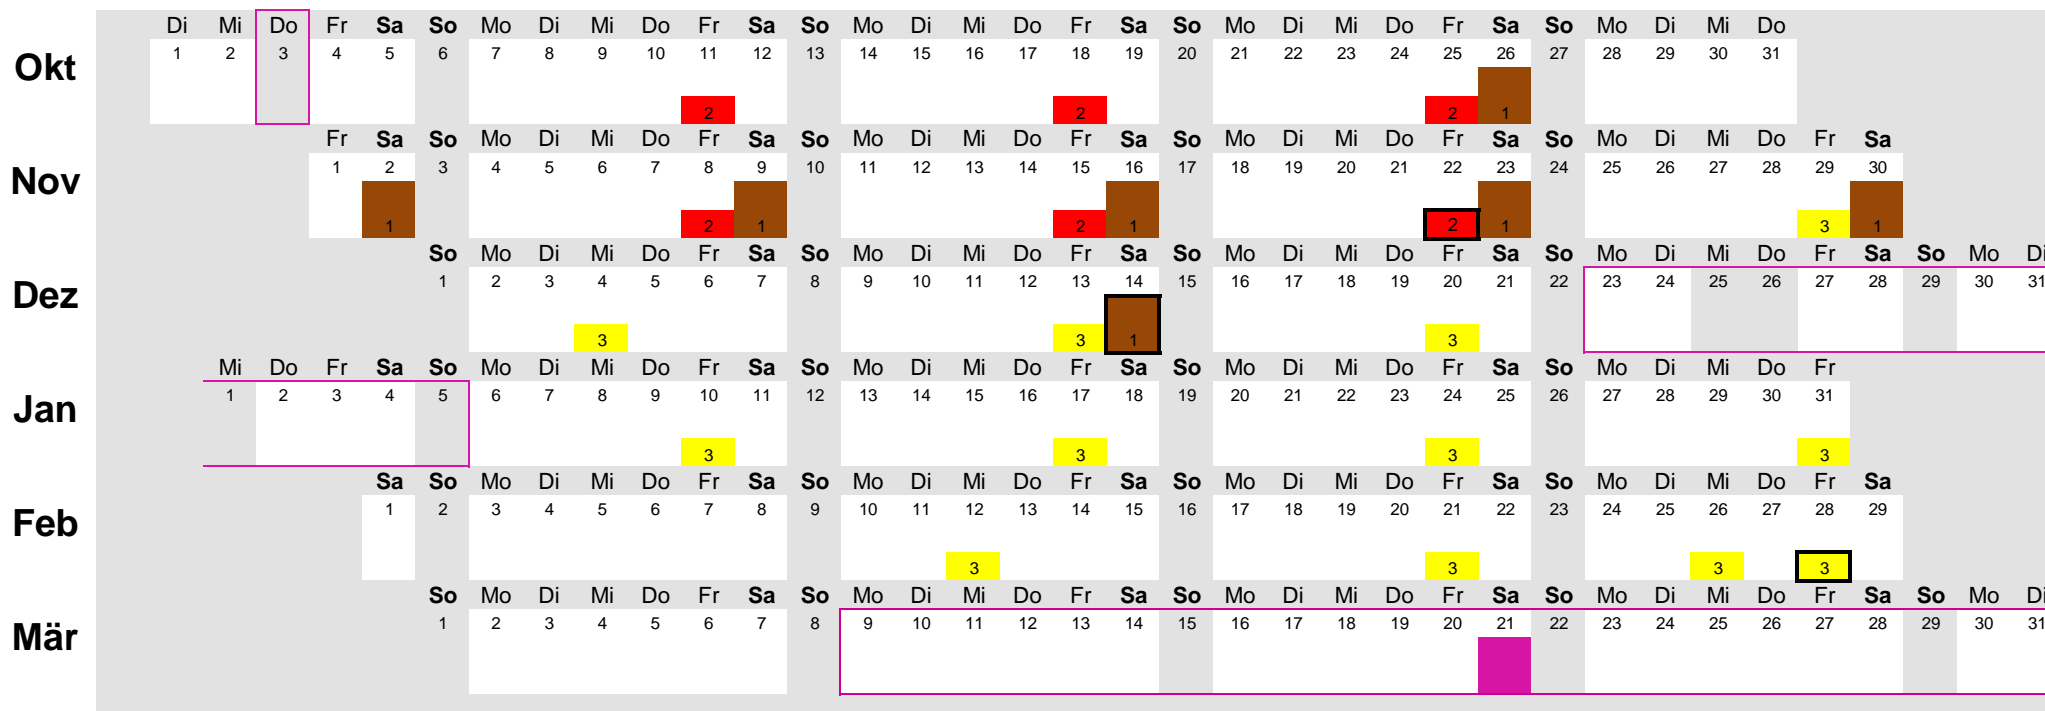 Di Mi Do Fr Sa So Mo Di Mi Do Fr Sa So Mo Di Mi Do Fr Sa So Mo Di Mi Do Fr Sa So Mo Di Mi Do
Okt 1 2 3 4 5 6 7 8 9 10 11 12 13 14 15 16 17 18 19 20 21 22 23 24 25 26 27 28 29 30 31
2 2 2 1
Fr Sa So Mo Di Mi Do Fr Sa So Mo Di Mi Do Fr Sa So Mo Di Mi Do Fr Sa So Mo Di Mi Do Fr Sa
Nov 1 2 3 4 5 6 7 8 9 10 11 12 13 14 15 16 17 18 19 20 21 22 23 24 25 26 27 28 29 30
1 2 1 2 1 2 1 3 1
So Mo Di Mi Do Fr Sa So Mo Di Mi Do Fr Sa So Mo Di Mi Do Fr Sa So Mo Di Mi Do Fr Sa So Mo Di
Dez 1 2 3 4 5 6 7 8 9 10 11 12 13 14 15 16 17 18 19 20 21 22 23 24 25 26 27 28 29 30 31
3 3 1 3
Mi Do Fr Sa So Mo Di Mi Do Fr Sa So Mo Di Mi Do Fr Sa So Mo Di Mi Do Fr Sa So Mo Di Mi Do Fr
Jan 1 2 3 4 5 6 7 8 9 10 11 12 13 14 15 16 17 18 19 20 21 22 23 24 25 26 27 28 29 30 31
3 3 3 3
Sa So Mo Di Mi Do Fr Sa So Mo Di Mi Do Fr Sa So Mo Di Mi Do Fr Sa So Mo Di Mi Do Fr Sa
Feb 1 2 3 4 5 6 7 8 9 10 11 12 13 14 15 16 17 18 19 20 21 22 23 24 25 26 27 28 29
3 3 3 3
So Mo Di Mi Do Fr Sa So Mo Di Mi Do Fr Sa So Mo Di Mi Do Fr Sa So Mo Di Mi Do Fr Sa So Mo Di
Mär 1 2 3 4 5 6 7 8 9 10 11 12 13 14 15 16 17 18 19 20 21 22 23 24 25 26 27 28 29 30 31